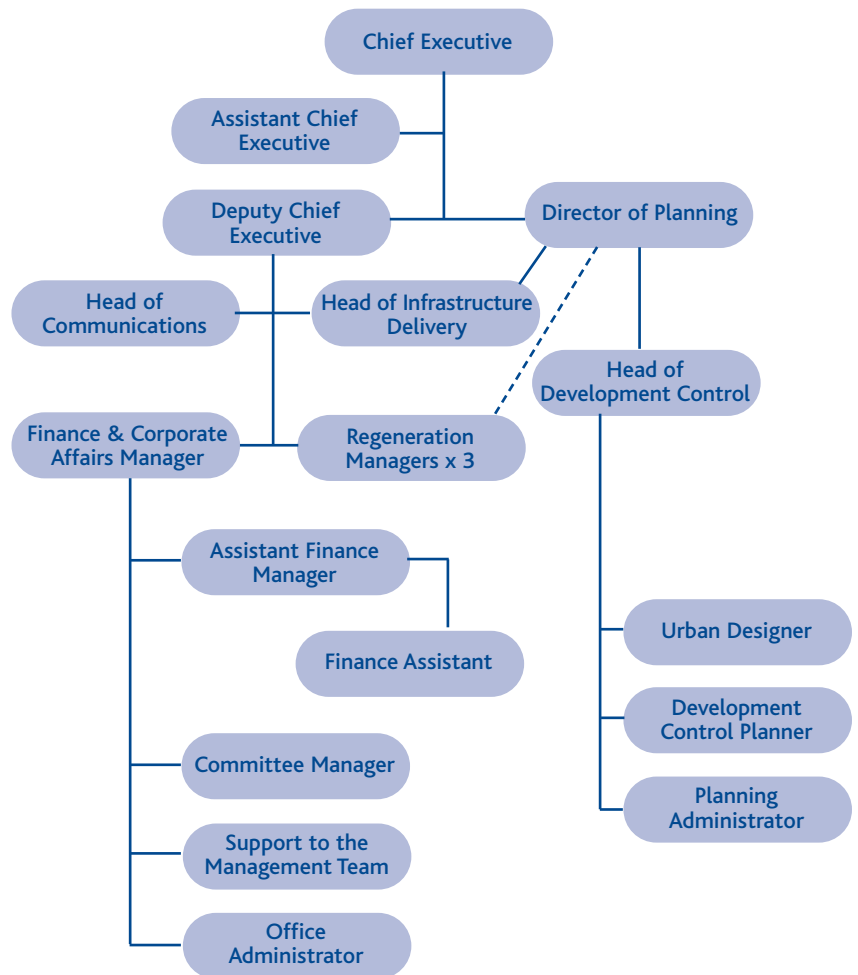 Chief Executive
Assistant Chief
Executive
Deputy Chief
Executive
Director of Planning
Head of
Communications
Head of Infrastructure
Delivery
Head of
Development Control
Finance & Corporate
Affairs Manager
Regeneration
Managers x 3
Assistant Finance
Manager
Finance Assistant
Urban Designer
Development
Control Planner
Committee Manager
Planning
Administrator
Support to the
Management Team
Office
Administrator